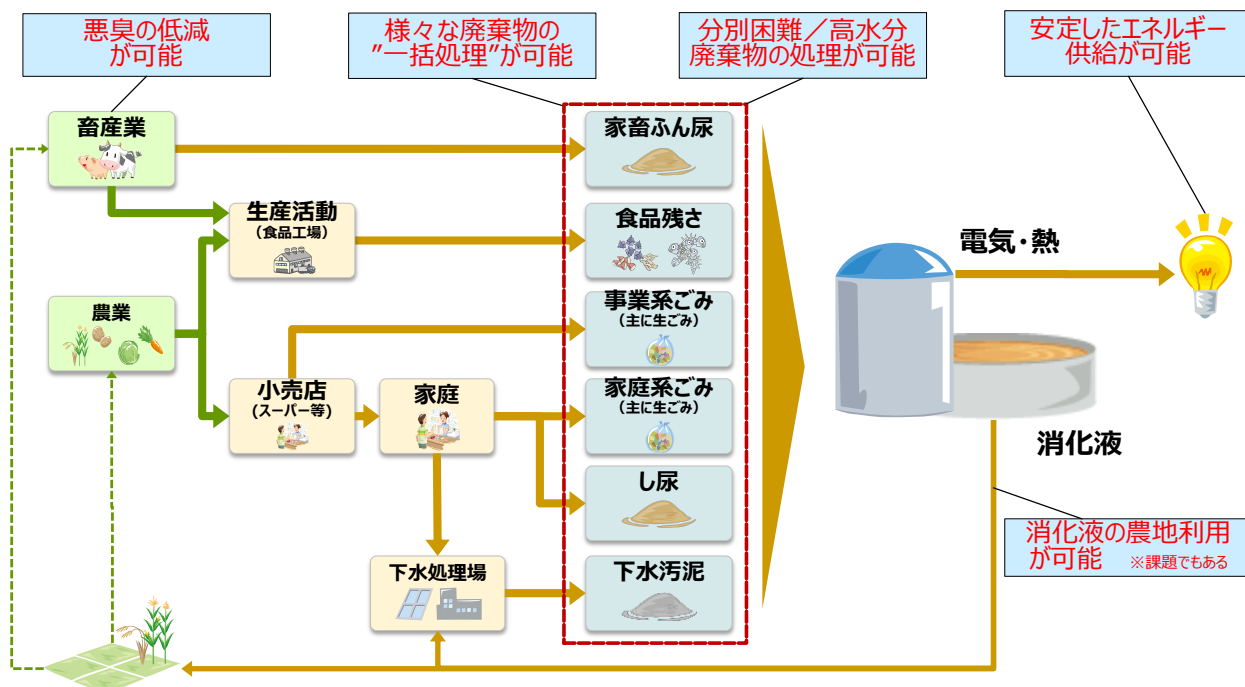 悪臭の低減
が可能
様々な廃棄物の
”一括処理”が可能
分別困難／高水分
廃棄物の処理が可能
安定したエネルギー
供給が可能
畜産業
家畜ふん尿
生産活動
（食品工場）
食品残さ
電気・熱
農業
事業系ごみ
（主に生ごみ）
小売店
(スーパー等)
家庭
家庭系ごみ
（主に生ごみ）
消化液
し尿
消化液の農地利用
が可能 ※課題でもある
下水処理場
下水汚泥